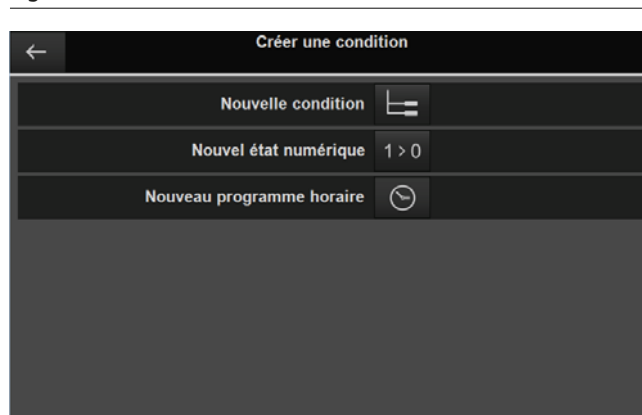 Créer une condition
Nouvelle condition
Nouvel état numérique 1 > 0
Nouveau programme horaire